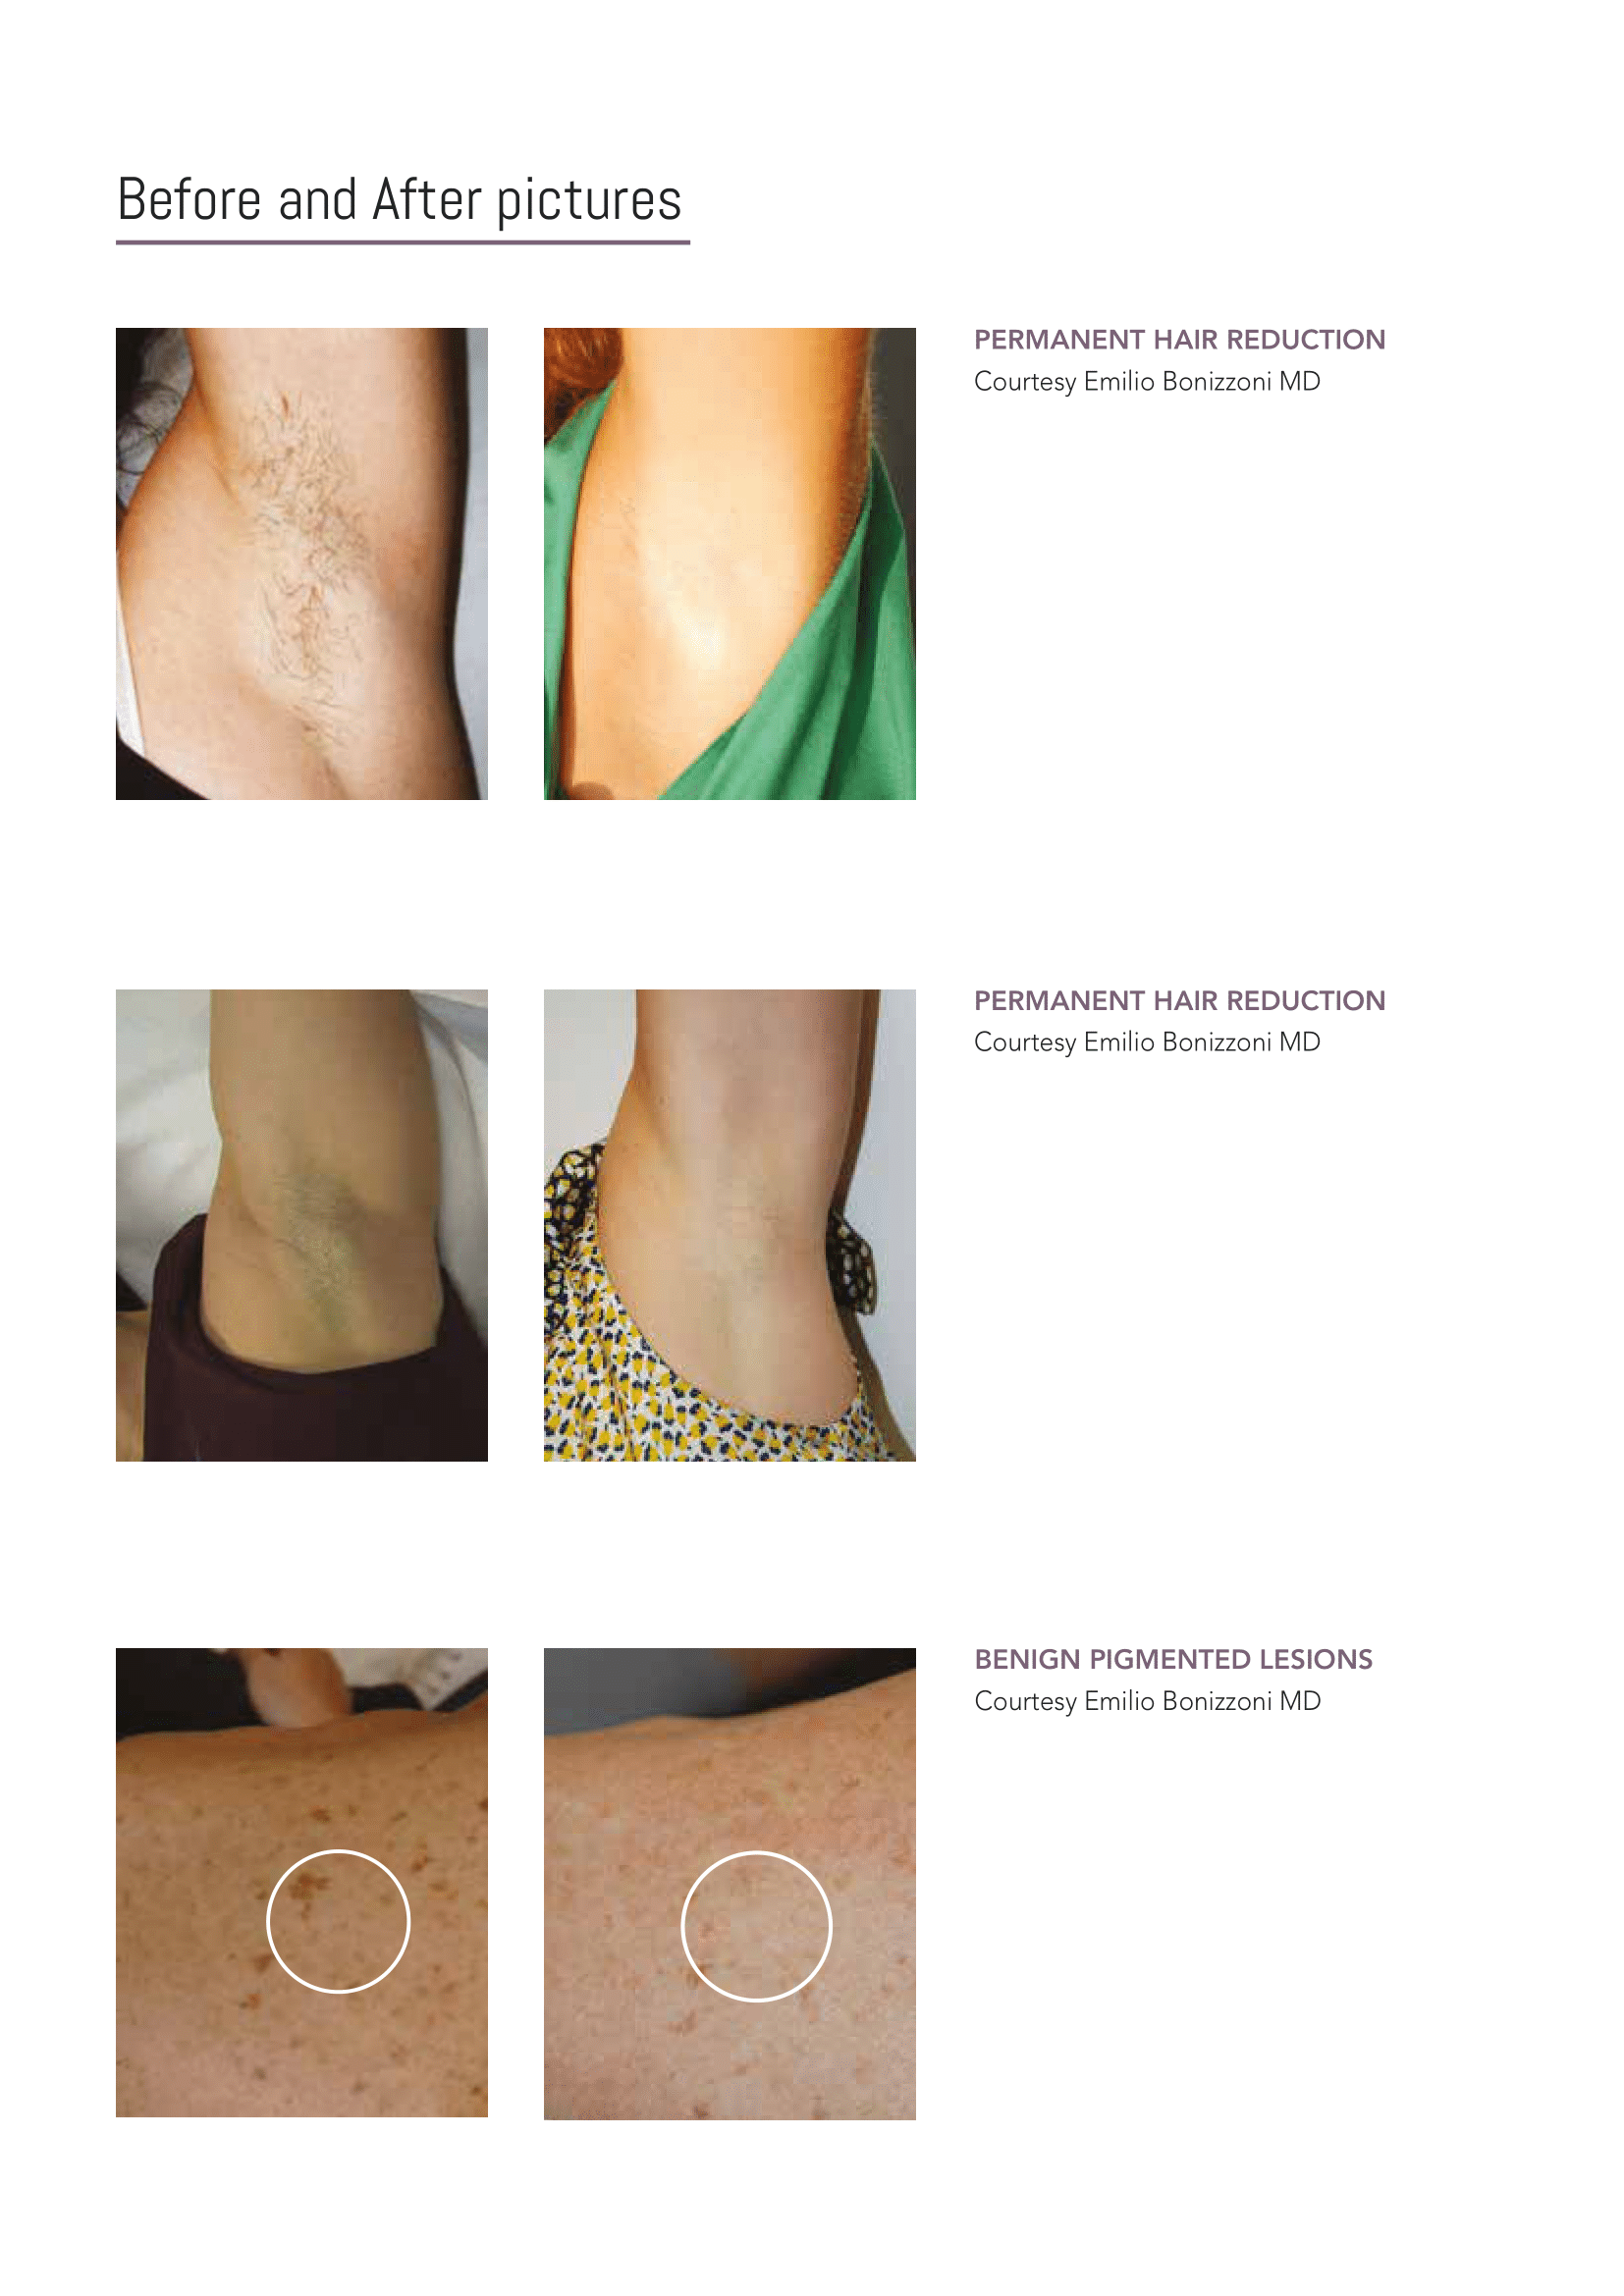 Before and After pictures
PERMANENT HAIR REDUCTION
Courtesy Emilio Bonizzoni MD
PERMANENT HAIR REDUCTION
Courtesy Emilio Bonizzoni MD
BENIGN PIGMENTED LESIONS
Courtesy Emilio Bonizzoni MD